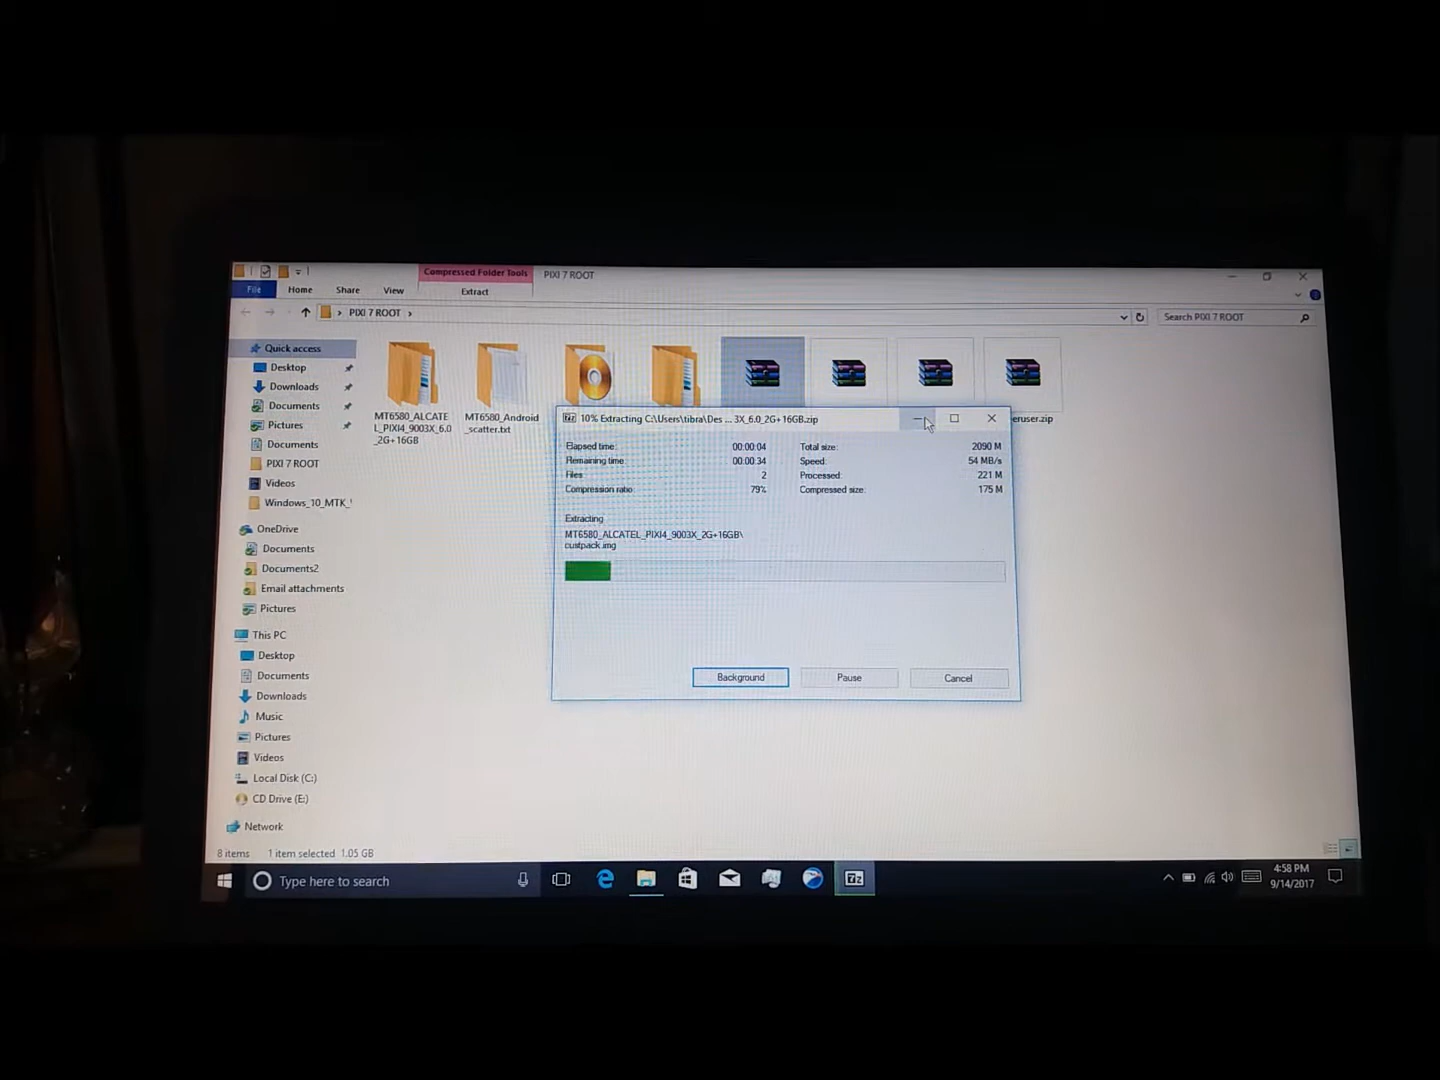 Compressed Folder Tools
PIXI 7 ROOT
File
Home
Share
View
Extract
PIXI 7 ROOT
Search PIXI 7 ROOT
Quick access
Desktop
Downloads
Documents
Pictures
Documents
PIXI 7 ROOT
Videos
Windows_10_MTK_
OneDrive
Documents
Documents2
Email attachments
Pictures
This PC
Desktop
Documents
Downloads
Music
Pictures
Videos
Local Disk (C:)
CD Drive (E:)
Network
MT6580_ALCATE
L_PIXI4_9003X_6.0
_2G+16GB
MT6580_Android
_scatter.txt
eruser.zip
7z 10% Extracting C:\Users\tibra\Des ... 3X_6.0_2G+16GB.zip
Elapsed time: 00:00:04
Remaining time: 00:00:34
Files: 2
Compression ratio: 79%
Total size: 2090 M
Speed: 54 MB/s
Processed: 221 M
Compressed size: 175 M
Extracting
MT6580_ALCATEL_PIXI4_9003X_2G+16GB\
custpack.img
Background
Pause
Cancel
8 items
1 item selected 1.05 GB
Type here to search
7z
4:58 PM
9/14/2017